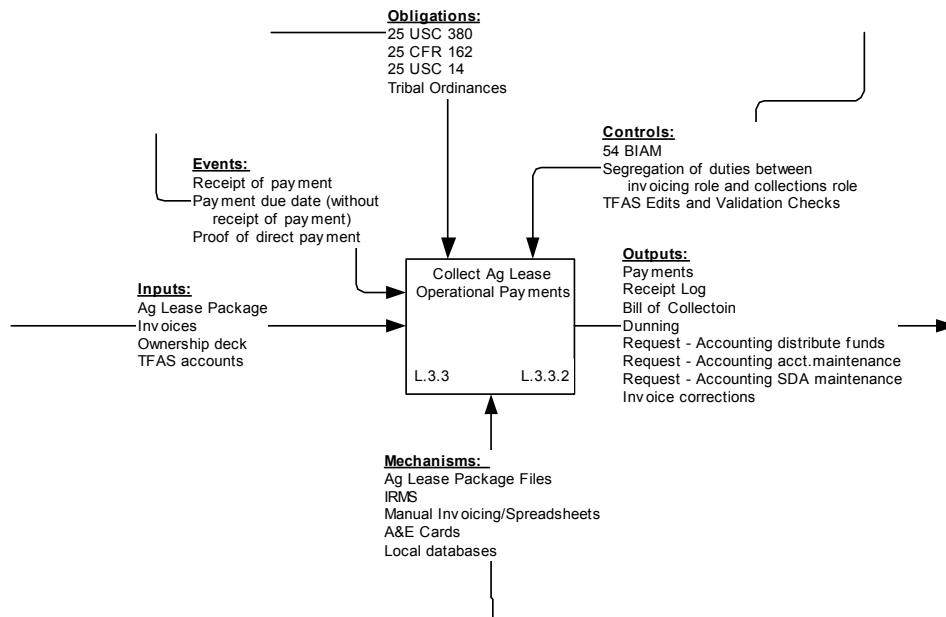 Obligations:
25 USC 380
25 CFR 162
25 USC 14
Tribal Ordinances
Controls:
54 BIAM
Segregation of duties between
invoicing role and collections role
TFAS Edits and Validation Checks
Events:
Receipt of payment
Payment due date (without
receipt of payment)
Proof of direct payment
Inputs:
Ag Lease Package
Invoices
Ownership deck
TFAS accounts
Collect Ag Lease
Operational Payments
L.3.3 L.3.3.2
Outputs:
Payments
Receipt Log
Bill of Collectoin
Dunning
Request - Accounting distribute funds
Request - Accounting acct.maintenance
Request - Accounting SDA maintenance
Invoice corrections
Mechanisms:
Ag Lease Package Files
IRMS
Manual Invoicing/Spreadsheets
A&E Cards
Local databases